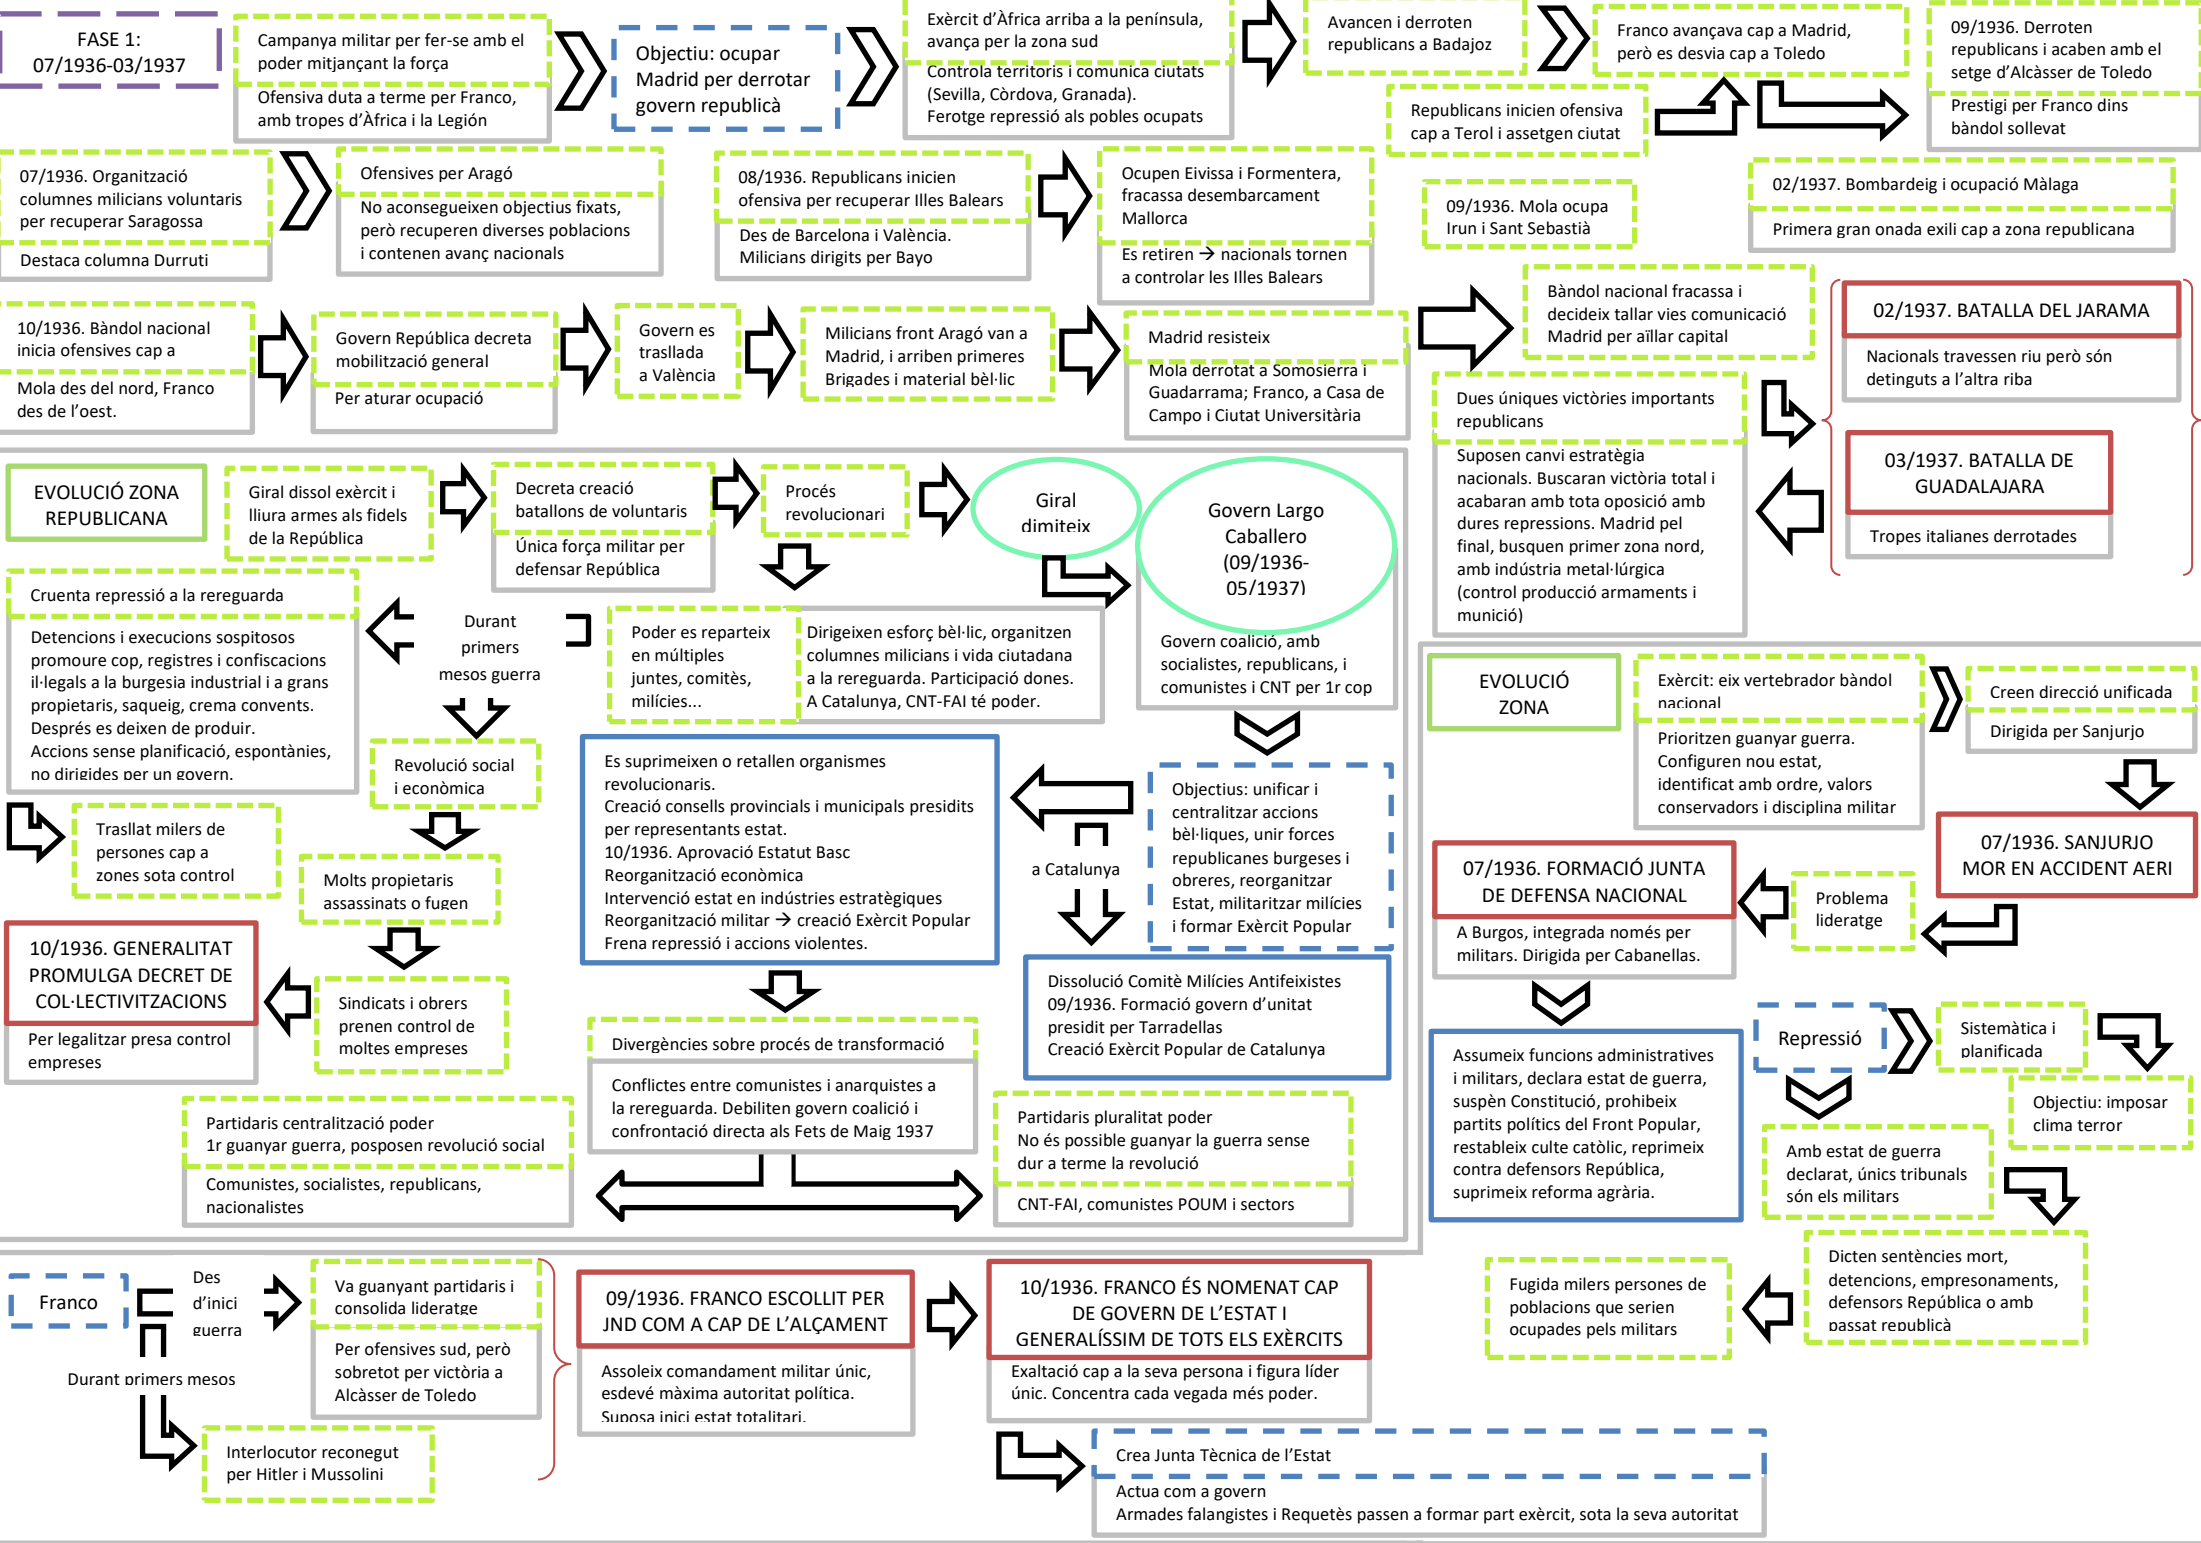 FASE 1:
07/1936-03/1937
Campanya militar per fer-se amb el
poder mitjançant la força
Ofensiva duta a terme per Franco,
amb tropes d'Àfrica i la Legión
Objectiu: ocupar
Madrid per derrotar
govern republicà
Exèrcit d'Àfrica arriba a la península,
avança per la zona sud
Controla territoris i comunica ciutats
(Sevilla, Còrdova, Granada).
Ferotge repressió als pobles ocupats
Avancen i derroten
republicans a Badajoz
Franco avançava cap a Madrid,
però es desvia cap a Toledo
Republicans inicien ofensiva
cap a Terol i assetgen ciutat
09/1936. Derroten
republicans i acaben amb el
setge d'Alcàsser de Toledo
Prestigi per Franco dins
bàndol sollevat
07/1936. Organització
columnes milicians voluntaris
per recuperar Saragossa
Destaca columna Durruti
Ofensives per Aragó
No aconsegueixen objectius fixats,
però recuperen diverses poblacions
i contenen avanç nacionals
08/1936. Republicans inicien
ofensiva per recuperar Illes Balears
Des de Barcelona i València.
Milicians dirigits per Bayo
Ocupen Eivissa i Formentera,
fracassa desembarcament
Mallorca
Es retiren → nacionals tornen
a controlar les Illes Balears
09/1936. Mola ocupa
Irun i Sant Sebastià
02/1937. Bombardeig i ocupació Màlaga
Primera gran onada exili cap a zona republicana
10/1936. Bàndol nacional
inicia ofensives cap a
Mola des del nord, Franco
des de l'oest.
Govern República decreta
mobilització general
Per aturar ocupació
Govern es
trasllada
a València
Milicians front Aragó van a
Madrid, i arriben primeres
Brigades i material bèl·lic
Madrid resisteix
Mola derrotat a Somosierra i
Guadarrama; Franco, a Casa de
Campo i Ciutat Universitària
Bàndol nacional fracassa i
decideix tallar vies comunicació
Madrid per aïllar capital
02/1937. BATALLA DEL JARAMA
Nacionals travessen riu però són
detinguts a l'altra riba
03/1937. BATALLA DE
GUADALAJARA
Tropes italianes derrotades
Dues úniques victòries importants
republicans
Suposen canvi estratègia
nacionals. Buscaran victòria total i
acabaran amb tota oposició amb
dures repressions. Madrid pel
final, busquen primer zona nord,
amb indústria metal·lúrgica
(control producció armaments i
munició)
EVOLUCIÓ ZONA
REPUBLICANA
Giral dissol exèrcit i
lliura armes als fidels
de la República
Decreta creació
batallons de voluntaris
Única força militar per
defensar República
Procés
revolucionari
Giral
dimiteix
Govern Largo
Caballero
(09/1936-
05/1937)
Govern coalició, amb
socialistes, republicans, i
comunistes i CNT per 1r cop
Cruenta repressió a la rereguarda
Detencions i execucions sospitosos
promoure cop, registres i confiscacions
il·legals a la burgesia industrial i a grans
propietaris, saqueig, crema convents.
Després es deixen de produir.
Accions sense planificació, espontànies,
no dirigides per un govern.
Durant
primers
mesos guerra
Poder es reparteix
en múltiples
juntes, comitès,
milícies...
Dirigeixen esforç bèl·lic, organitzen
columnes milicians i vida ciutadana
a la rereguarda. Participació dones.
A Catalunya, CNT-FAI té poder.
Trasllat milers de
persones cap a
zones sota control
Revolució social
i econòmica
Molts propietaris
assassinats o fugen
Sindicats i obrers
prenen control de
moltes empreses
10/1936. GENERALITAT
PROMULGA DECRET DE
COL·LECTIVITZACIONS
Per legalitzar presa control
empreses
Es suprimeixen o retallen organismes
revolucionaris.
Creació consells provincials i municipals presidits
per representants estat.
10/1936. Aprovació Estatut Basc
Reorganització econòmica
Intervenció estat en indústries estratègiques
Reorganització militar → creació Exèrcit Popular
Frena repressió i accions violentes.
a Catalunya
Objectius: unificar i
centralitzar accions
bèl·liques, unir forces
republicanes burgeses i
obreres, reorganitzar
Estat, militaritzar milícies
i formar Exèrcit Popular
Dissolució Comitè Milícies Antifeixistes
09/1936. Formació govern d'unitat
presidit per Tarradellas
Creació Exèrcit Popular de Catalunya
Divergències sobre procés de transformació
Conflictes entre comunistes i anarquistes a
la rereguarda. Debiliten govern coalició i
confrontació directa als Fets de Maig 1937
Partidaris centralització poder
1r guanyar guerra, posposen revolució social
Comunistes, socialistes, republicans,
nacionalistes
Partidaris pluralitat poder
No és possible guanyar la guerra sense
dur a terme la revolució
CNT-FAI, comunistes POUM i sectors
EVOLUCIÓ
ZONA
Exèrcit: eix vertebrador bàndol
nacional
Prioritzen guanyar guerra.
Configuren nou estat,
identificat amb ordre, valors
conservadors i disciplina militar
Creen direcció unificada
Dirigida per Sanjurjo
07/1936. SANJURJO
MOR EN ACCIDENT AERI
Problema
lideratge
07/1936. FORMACIÓ JUNTA
DE DEFENSA NACIONAL
A Burgos, integrada només per
militars. Dirigida per Cabanellas.
Assumeix funcions administratives
i militars, declara estat de guerra,
suspèn Constitució, prohibeix
partits polítics del Front Popular,
restableix culte catòlic, reprimeix
contra defensors República,
suprimeix reforma agrària.
Repressió
Sistemàtica i
planificada
Objectiu: imposar
clima terror
Amb estat de guerra
declarat, únics tribunals
són els militars
Dicten sentències mort,
detencions, empresonaments,
defensors República o amb
passat republicà
Fugida milers persones de
poblacions que serien
ocupades pels militars
Franco
Des
d'inici
guerra
Va guanyant partidaris i
consolida lideratge
Per ofensives sud, però
sobretot per victòria a
Alcàsser de Toledo
Durant primers mesos
Interlocutor reconegut
per Hitler i Mussolini
09/1936. FRANCO ESCOLLIT PER
JND COM A CAP DE L'ALÇAMENT
Assoleix comandament militar únic,
esdevé màxima autoritat política.
Suposa inici estat totalitari.
10/1936. FRANCO ÉS NOMENAT CAP
DE GOVERN DE L'ESTAT I
GENERALÍSSIM DE TOTS ELS EXÈRCITS
Exaltació cap a la seva persona i figura líder
únic. Concentra cada vegada més poder.
Crea Junta Tècnica de l'Estat
Actua com a govern
Armades falangistes i Requetès passen a formar part exèrcit, sota la seva autoritat